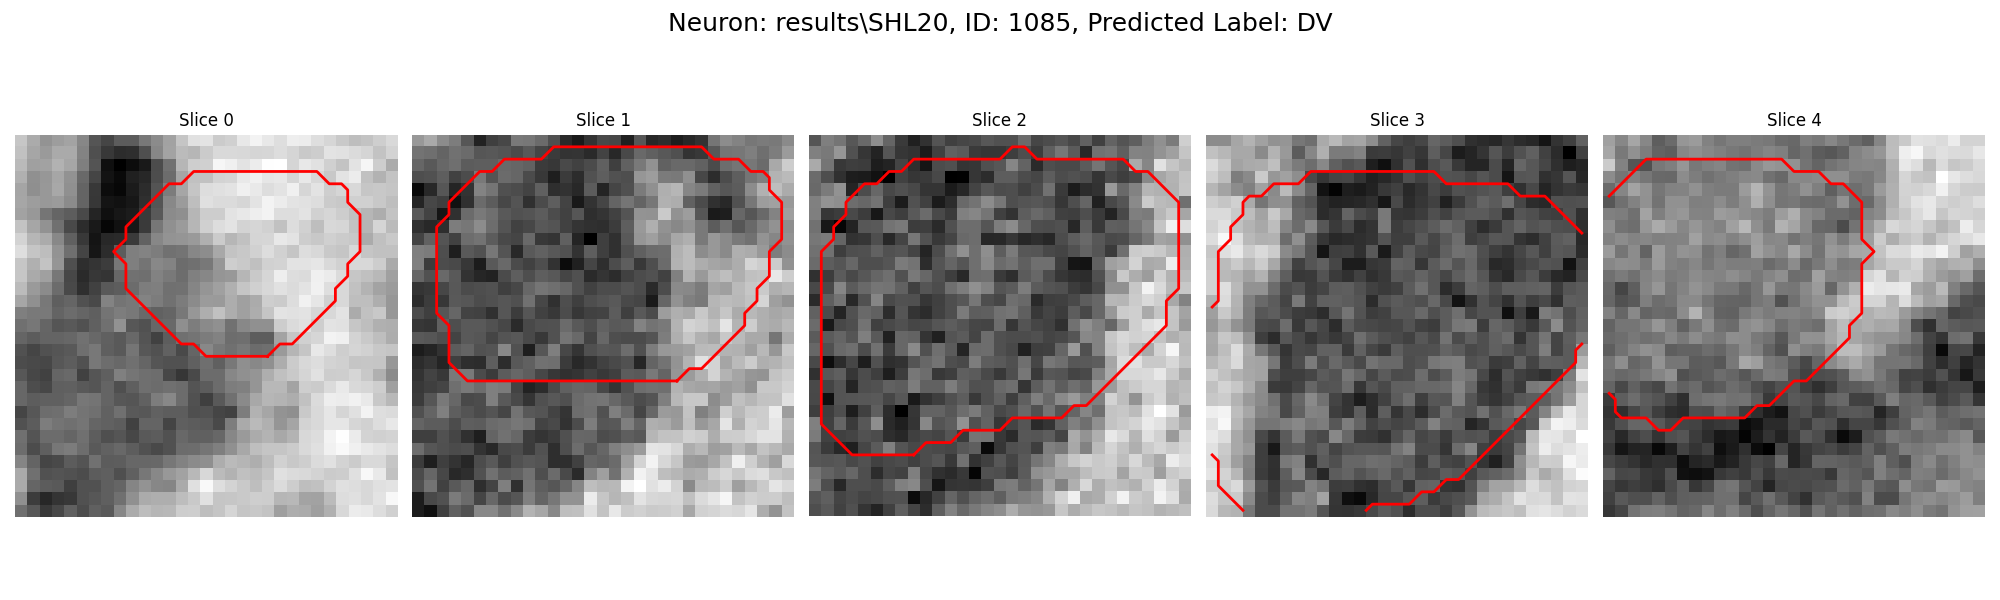 Neuron: results\SHL20, ID: 1085, Predicted Label: DV
Slice 0
Slice 1
Slice 2
Slice 3
Slice 4